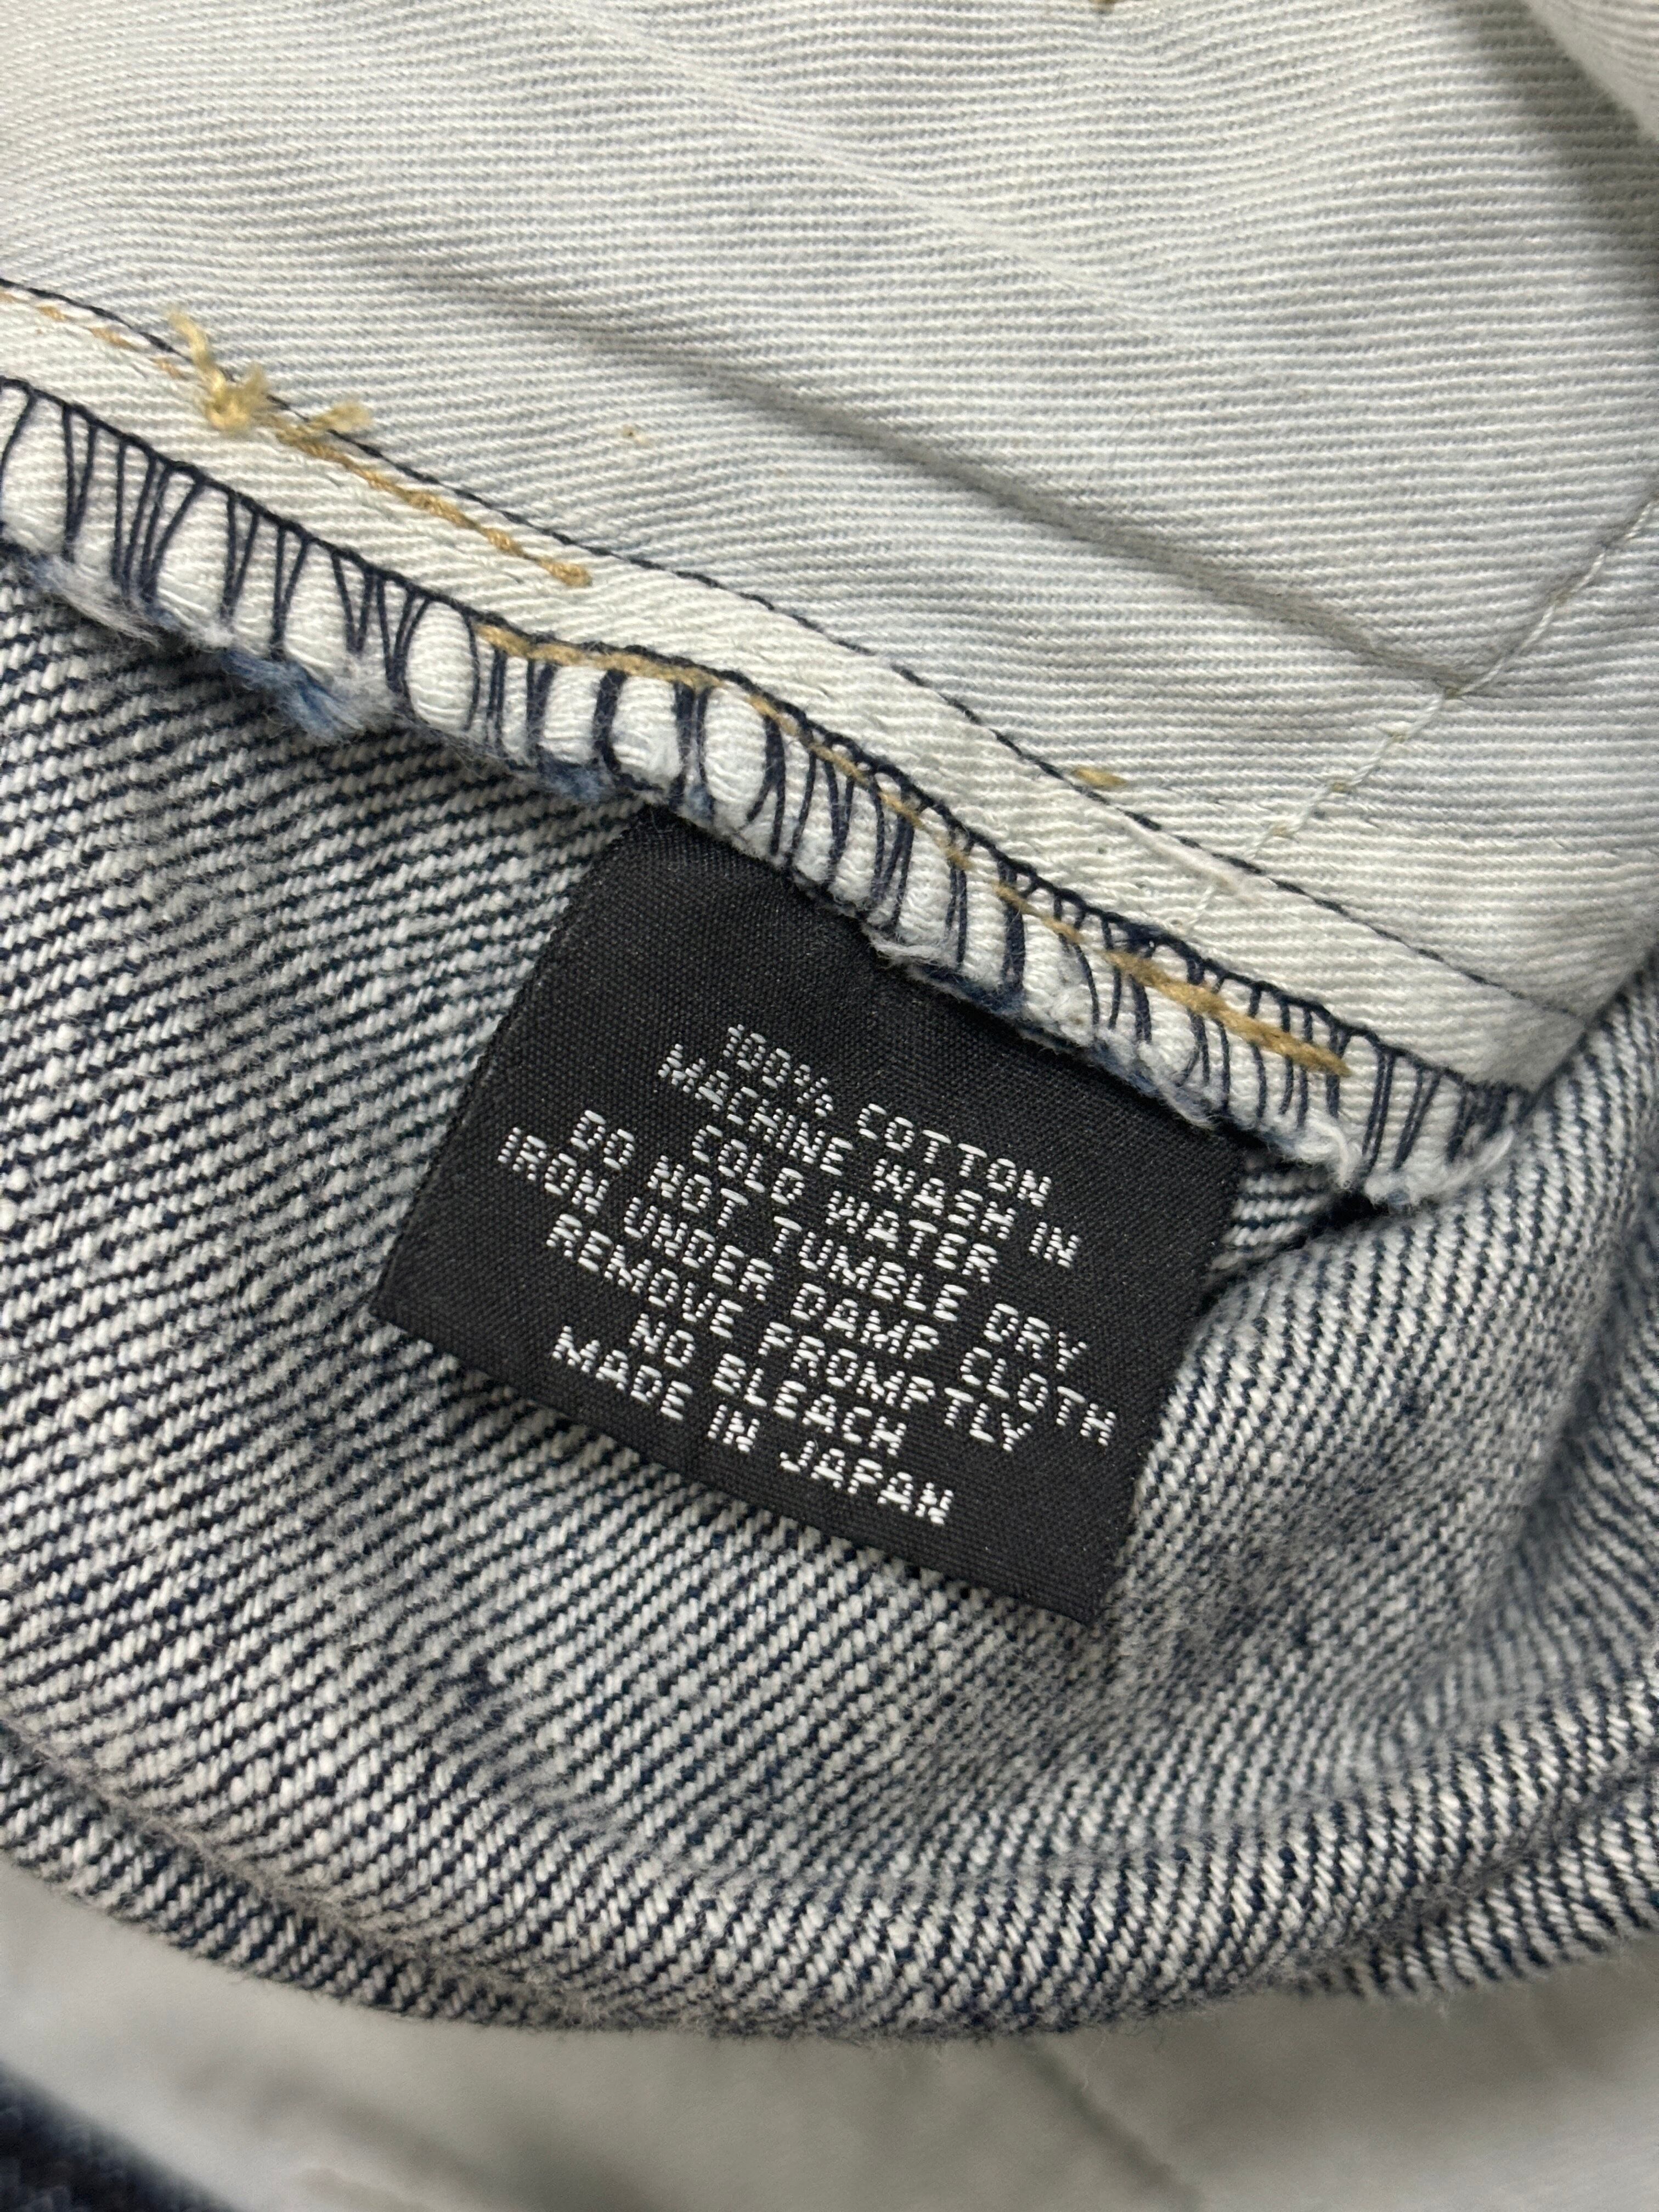 100% COTTON
MACHINE WASH IN
COLD WATER
DO NOT TUMBLE DRY
IRON UNDER DAMP CLOTH
REMOVE PROMPTLY
NO BLEACH
MADE IN JAPAN